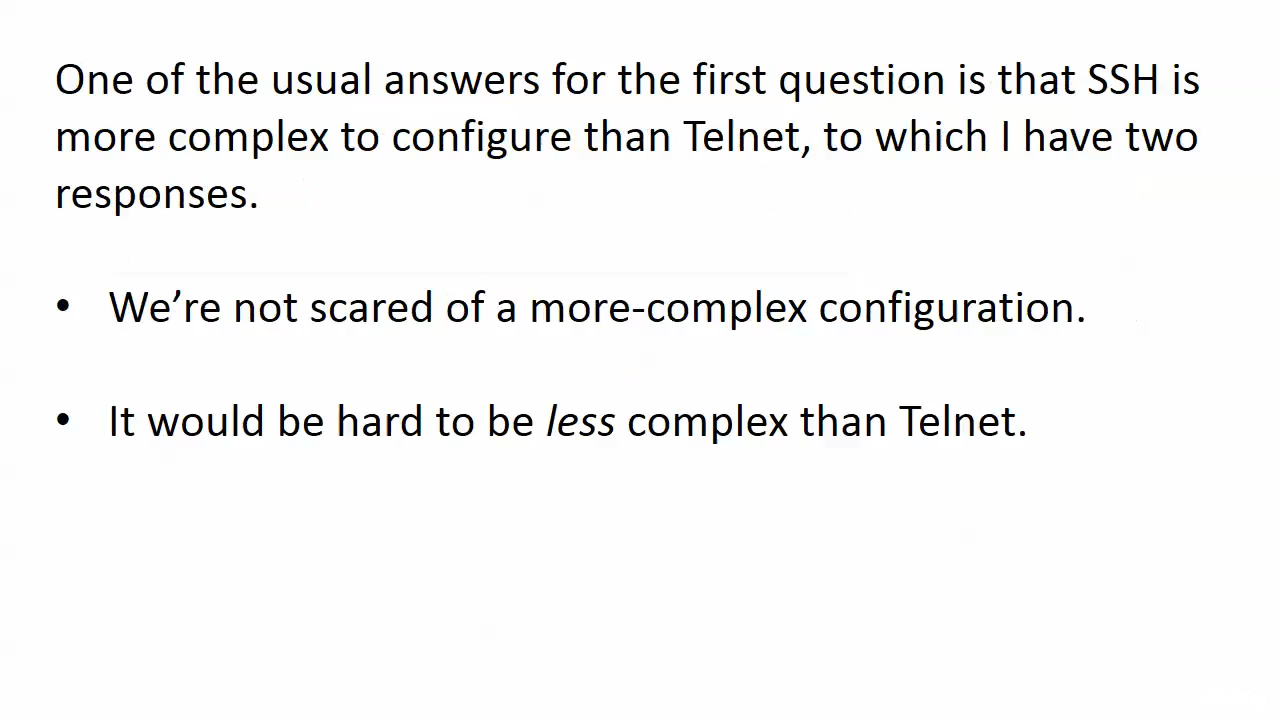 One of the usual answers for the first question is that SSH is
more complex to configure than Telnet, to which I have two
responses.
• We’re not scared of a more-complex configuration.
• It would be hard to be less complex than Telnet.